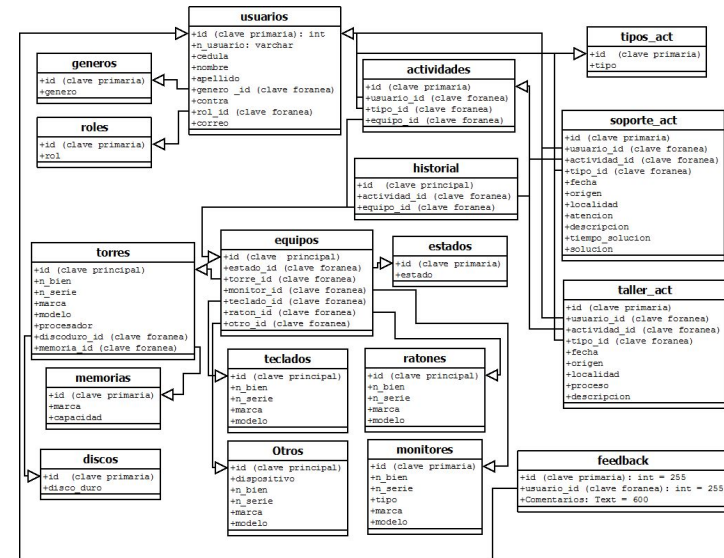 usuarios
+id (clave primaria): int
+n_usuario: varchar
+cedula
+nombre
+apellido
+genero _id (clave foranea)
+contra
+rol_id (clave foranea)
+correo
generos
+id (clave primaria)
+genero
roles
+id (clave primaria)
+rol
actividades
+id (clave primaria)
+usuario_id (clave foranea)
+tipo_id (clave foranea)
+equipo_id (clave foranea)
tipos_act
+id (clave primaria)
+tipo
soporte_act
+id (clave primaria)
+usuario_id (clave foranea)
+actividad_id (clave foranea)
+tipo_id (clave foranea)
+fecha
+origen
+localidad
+atencion
+descripcion
+tiempo_solucion
+solucion
historial
+id (clave principal)
+actividad_id (clave foranea)
+equipo_id (clave foranea)
equipos
+id (clave principal)
+estado_id (clave foranea)
+torre_id (clave foranea)
+monitor_id (clave foranea)
+teclado_id (clave foranea)
+raton_id (clave foranea)
+otro_id (clave foranea)
estados
+id (clave primaria)
+estado
torres
+id (clave principal)
+n_bien
+n_serie
+marca
+modelo
+procesador
+discoduro_id (clave foranea)
+memoria_id (clave foranea)
taller_act
+id (clave primaria)
+usuario_id (clave foranea)
+actividad_id (clave foranea)
+tipo_id (clave foranea)
+fecha
+origen
+localidad
+proceso
+descripcion
teclados
+id (clave principal)
+n_bien
+n_serie
+marca
+modelo
ratones
+id (clave principal)
+n_bien
+n_serie
+marca
+modelo
memorias
+id (clave primaria)
+marca
+capacidad
discos
+id (clave primaria)
+disco_duro
Otros
+id (clave principal)
+dispositivo
+n_bien
+n_serie
+marca
+modelo
monitores
+id (clave primaria)
+n_bien
+n_serie
+tipo
+marca
+modelo
feedback
+id (clave primaria): int = 255
+usuario_id (clave foranea): int = 255
+Comentarios: Text = 600